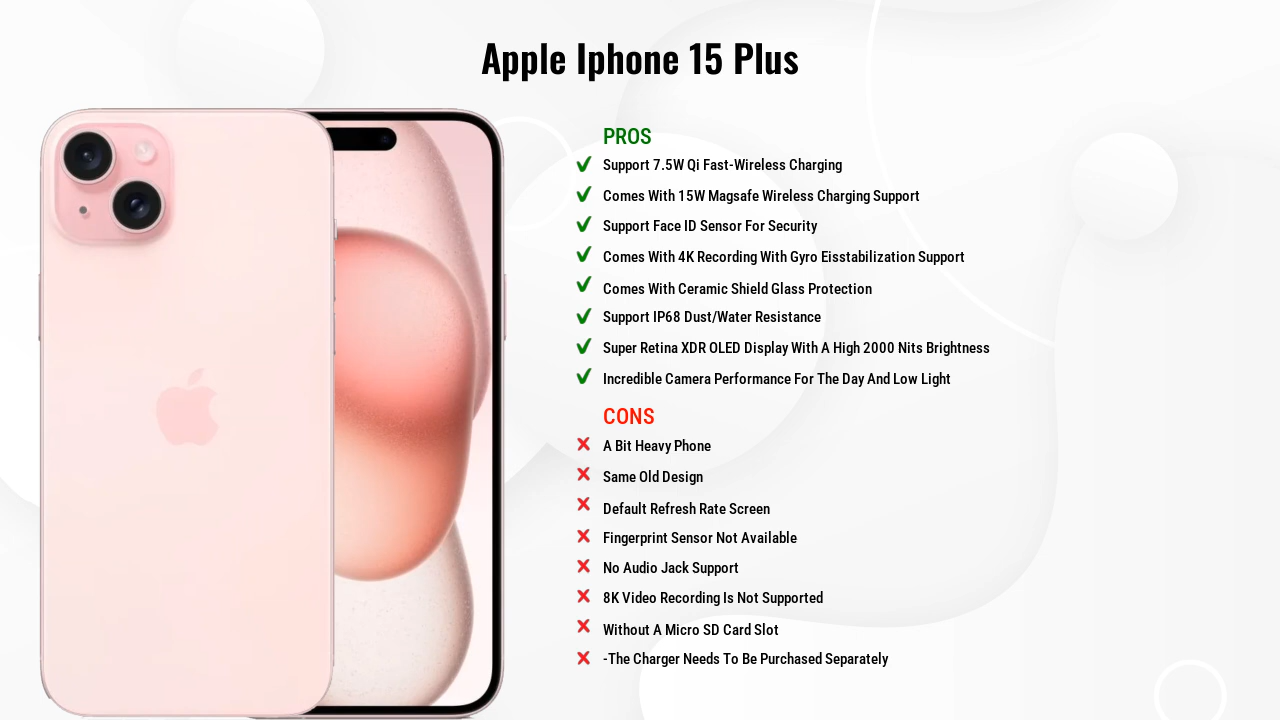 Apple Iphone 15 Plus
PROS
Support 7.5W Qi Fast-Wireless Charging
Comes With 15W Magsafe Wireless Charging Support
Support Face ID Sensor For Security
Comes With 4K Recording With Gyro Eisstabilization Support
Comes With Ceramic Shield Glass Protection
Support IP68 Dust/Water Resistance
Super Retina XDR OLED Display With A High 2000 Nits Brightness
Incredible Camera Performance For The Day And Low Light
CONS
A Bit Heavy Phone
Same Old Design
Default Refresh Rate Screen
Fingerprint Sensor Not Available
No Audio Jack Support
8K Video Recording Is Not Supported
Without A Micro SD Card Slot
-The Charger Needs To Be Purchased Separately